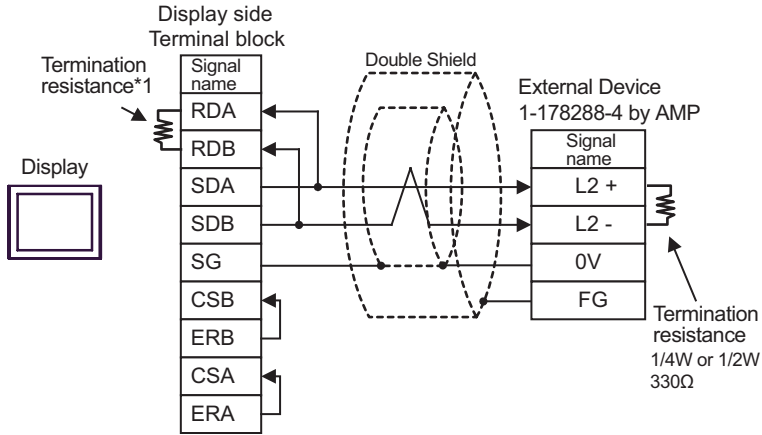 Display side
Terminal block
Termination
resistance*1
Signal
name
RDA
RDB
SDA
SDB
SG
CSB
ERB
CSA
ERA
Display
Double Shield
External Device
1-178288-4 by AMP
Signal
name
L2 +
L2 -
0V
FG
Termination
resistance
1/4W or 1/2W
330Ω